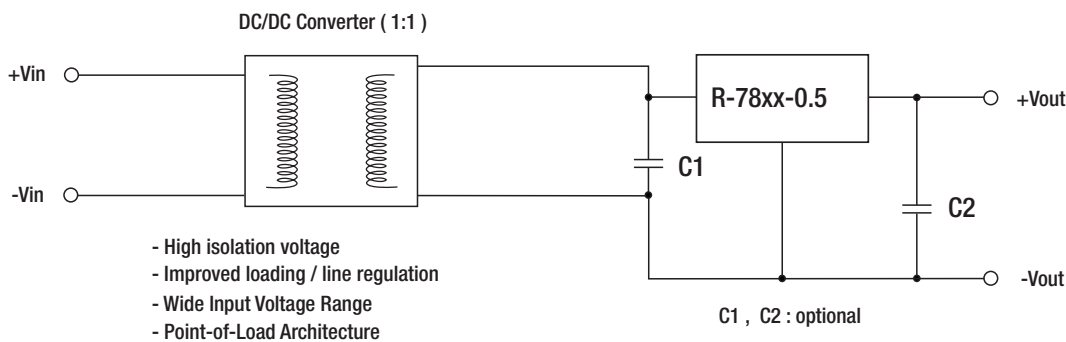 DC/DC Converter ( 1:1 )
+Vin
R-78xx-0.5
+Vout
C1
-Vin
C2
- High isolation voltage
- Improved loading / line regulation
-Vout
- Wide Input Voltage Range
C1 , C2 : optional
- Point-of-Load Architecture